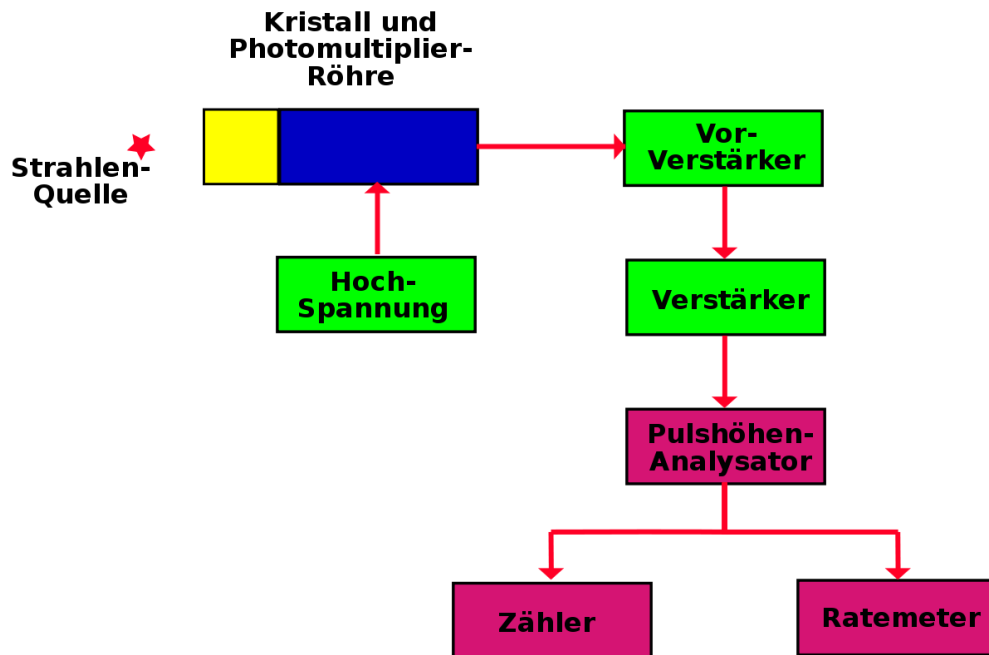 Kristall und
Photomultiplier-
Röhre
Strahlen-
Quelle
Vor-
Verstärker
Hoch-
Spannung
Verstärker
Pulshöhen-
Analysator
Zähler
Ratemeter